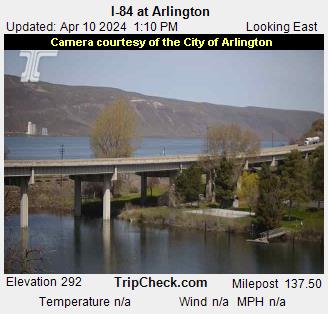 I-84 at Arlington
Updated: Apr 10 2024 1:10 PM Looking East
Camera courtesy of the City of Arlington
Elevation 292 TripCheck.com Milepost 137.50
Temperature n/a Wind n/a MPH n/a